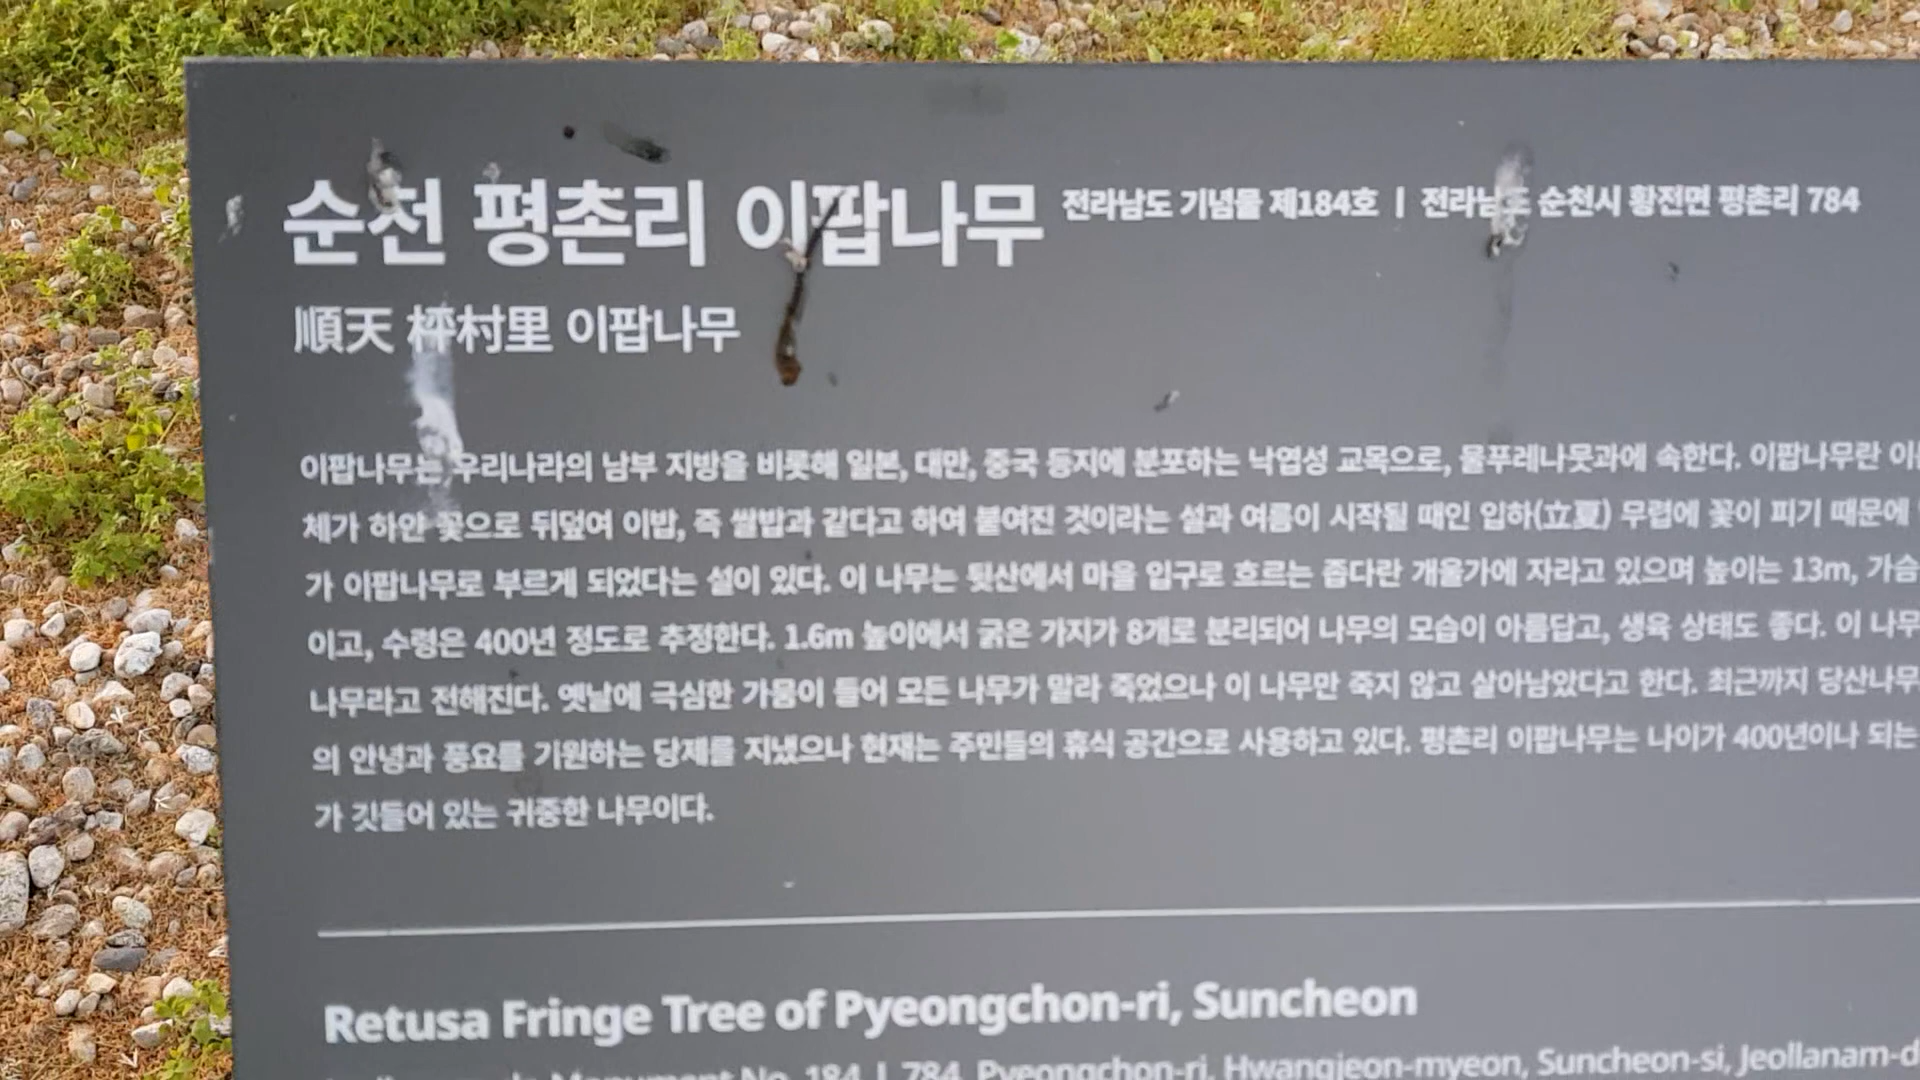 순천 평촌리 이팝나무 전라남도 기념물 제184호 | 전라남도 순천시 황전면 평촌리 784
順天 枰村里 이팝나무
이팝나무는 우리나라의 남부 지방을 비롯해 일본, 대만, 중국 등지에 분포하는 낙엽성 교목으로, 물푸레나뭇과에 속한다. 이팝나무란
체가 하얀 꽃으로 뒤덮여 이밥, 즉 쌀밥과 같다고 하여 붙여진 것이라는 설과 여름이 시작될 때인 입하(立夏) 무렵에 꽃이 피기 때문에
가 이팝나무로 부르게 되었다는 설이 있다. 이 나무는 뒷산에서 마을 입구로 흐르는 좁다란 개울가에 자라고 있으며 높이는 13m, 가슴
이고, 수령은 400년 정도로 추정한다. 1.6m 높이에서 굵은 가지가 8개로 분리되어 나무의 모습이 아름답고, 생육 상태도 좋다. 이 나무
나무라고 전해진다. 옛날에 극심한 가뭄이 들어 모든 나무가 말라 죽었으나 이 나무만 죽지 않고 살아남았다고 한다. 최근까지 당산나무
의 안녕과 풍요를 기원하는 당제를 지냈으나 현재는 주민들의 휴식 공간으로 사용하고 있다. 평촌리 이팝나무는 나이가 400년이나 되는
가 깃들어 있는 귀중한 나무이다.
Retusa Fringe Tree of Pyeongchon-ri, Suncheon
Monument No. 184 | 784, Pyeongchon-ri, Hwangjeon-myeon, Suncheon-si, Jeollanam-d